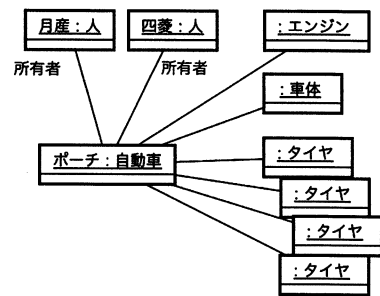 月産：人
四菱：人
：エンジン
所有者
所有者
：車体
ポーチ：自動車
：タイヤ
：タイヤ
：タイヤ
：タイヤ